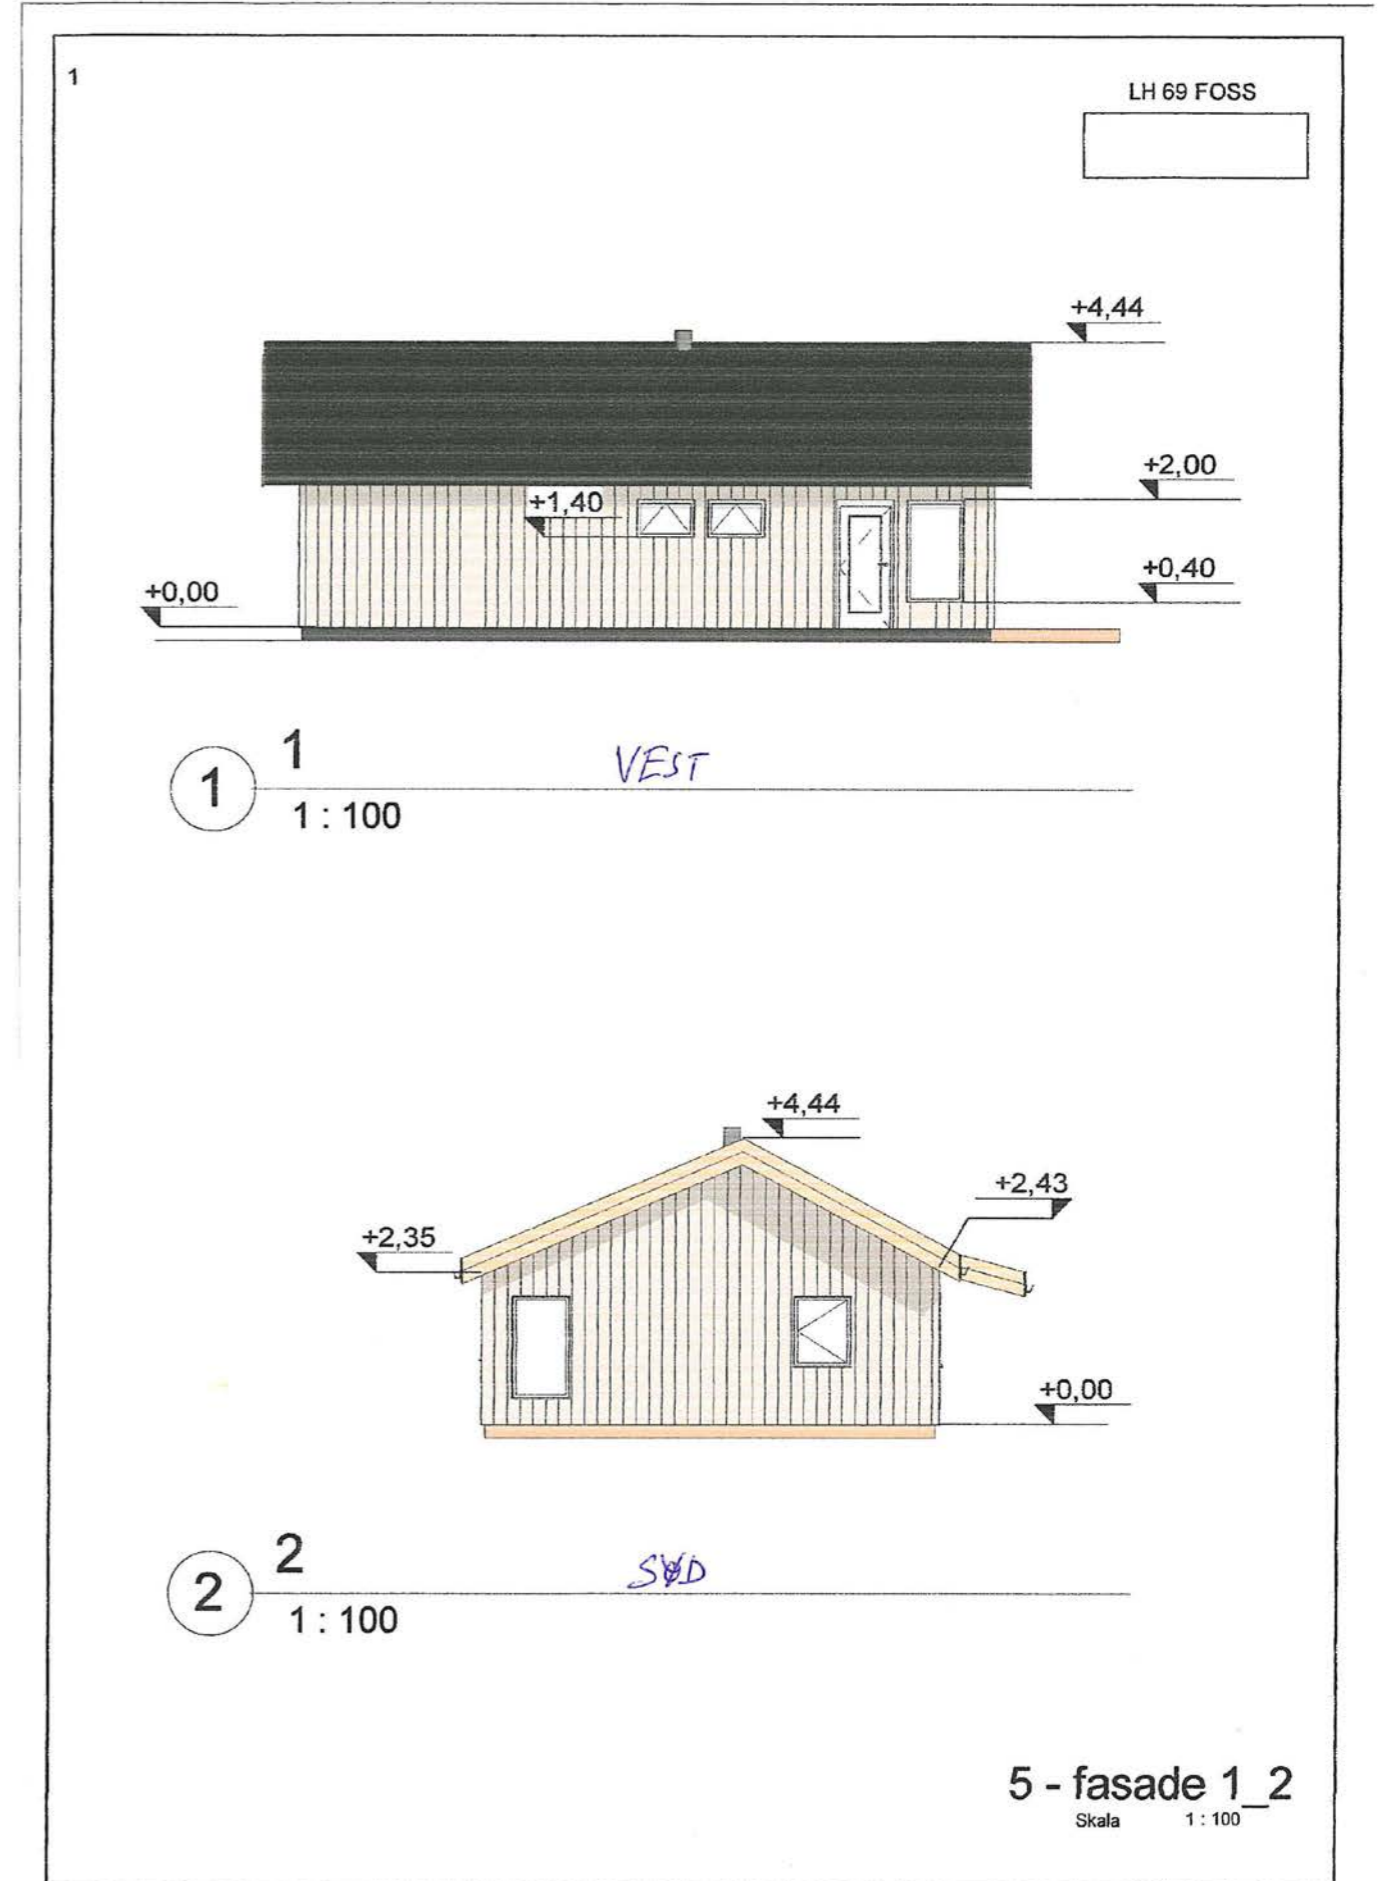 1
LH 69 FOSS
+4,44
+2,00
+1,40
+0,40
+0,00
1
1
VEST
1 : 100
+4,44
+2,43
+2,35
+0,00
2
2
SØD
1 : 100
5 - fasade 1_2
Skala 1 : 100